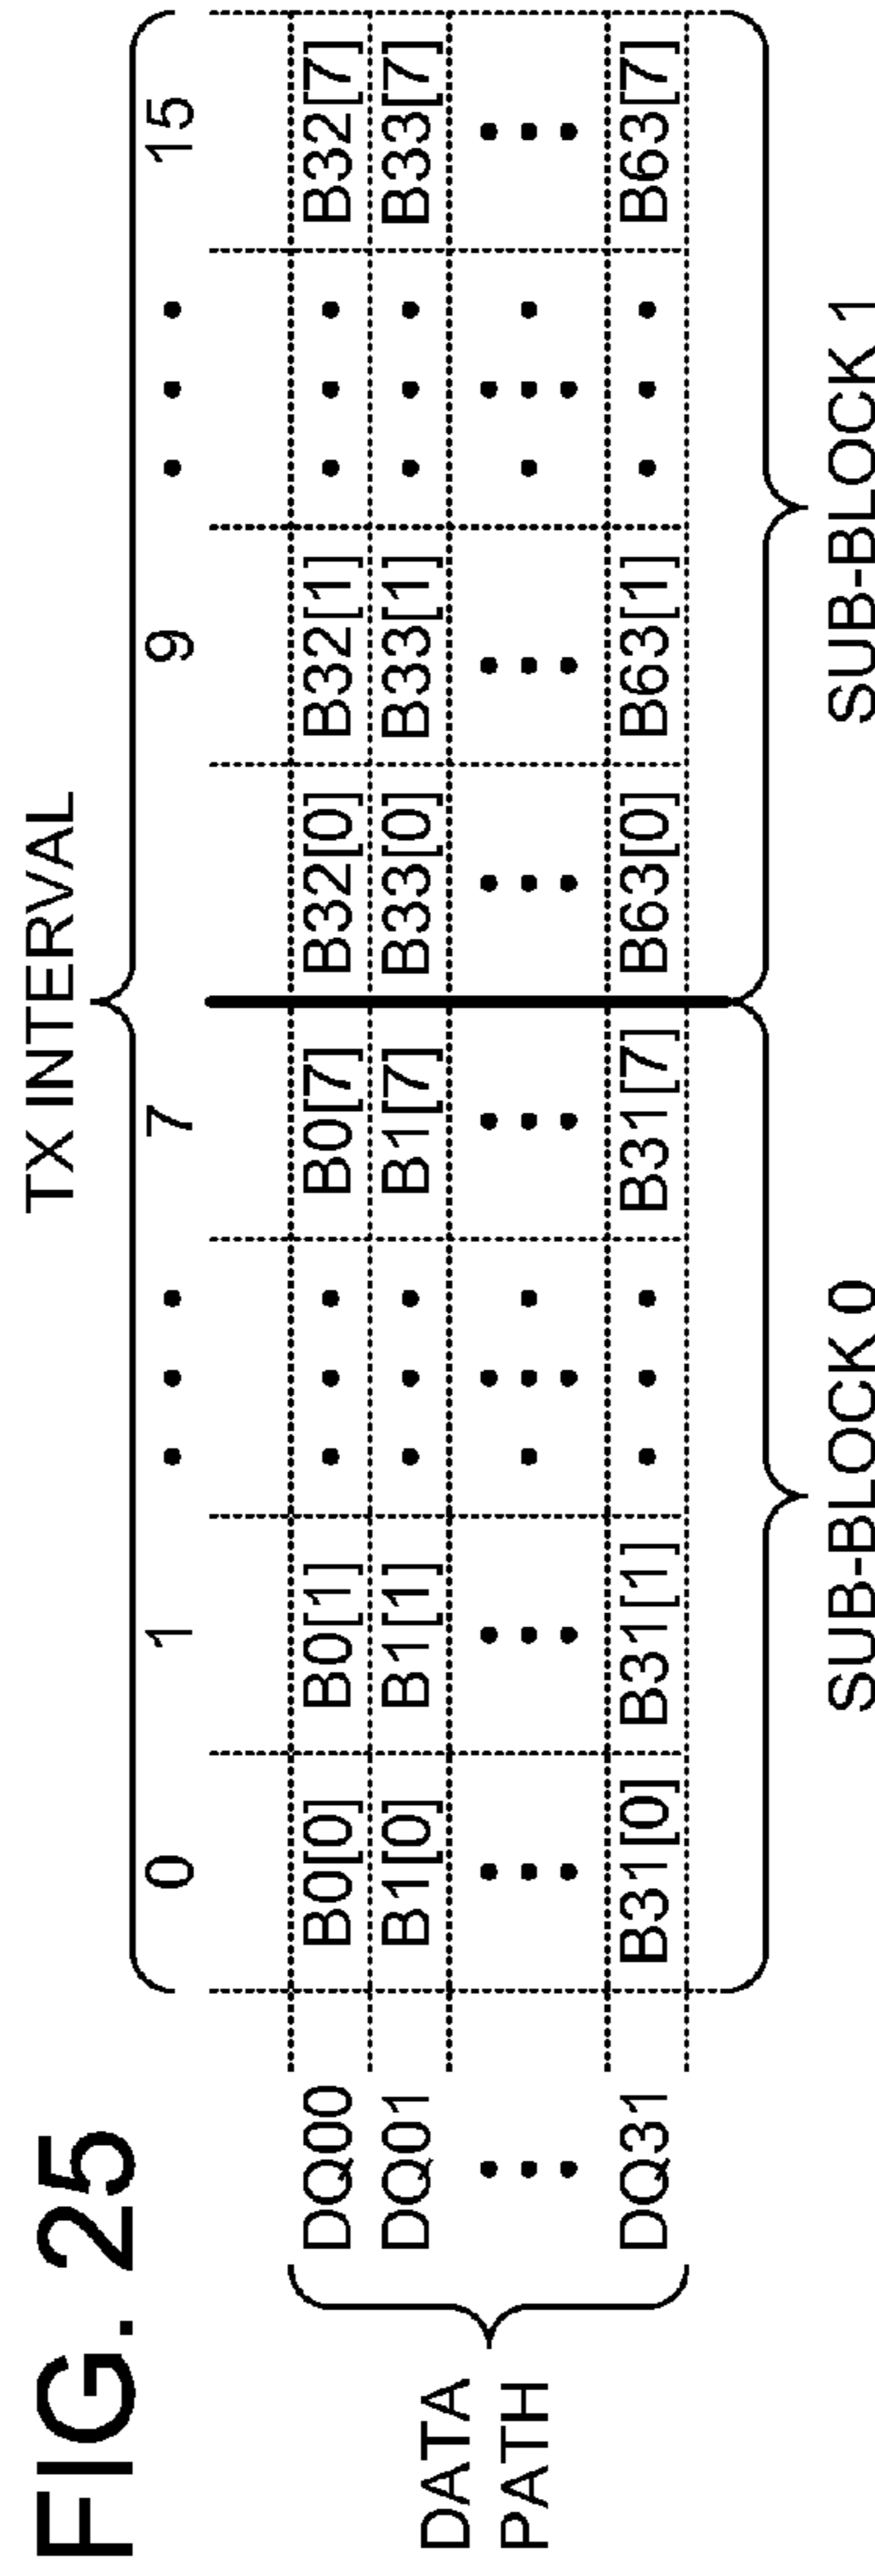 FIG. 25
TX INTERVAL
0 1 • • • 7 9 • • • 15
DATA PATH
DQ00 B0[0] B0[1] • • • B0[7] B32[0] B32[1] • • • B32[7]
DQ01 B1[0] B1[1] • • • B1[7] B33[0] B33[1] • • • B33[7]
DQ31 B31[0] B31[1] • • • B31[7] B63[0] B63[1] • • • B63[7]
SUB-BLOCK 0 SUB-BLOCK 1